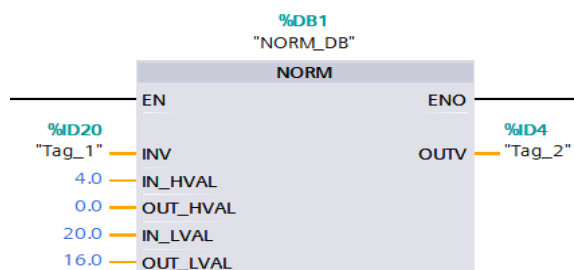 %DB1
"NORM_DB"
NORM
EN ENO
%ID20 %ID4
"Tag_1" INV OUTV "Tag_2"
4.0 IN_HVAL
0.0 OUT_HVAL
20.0 IN_LVAL
16.0 OUT_LVAL